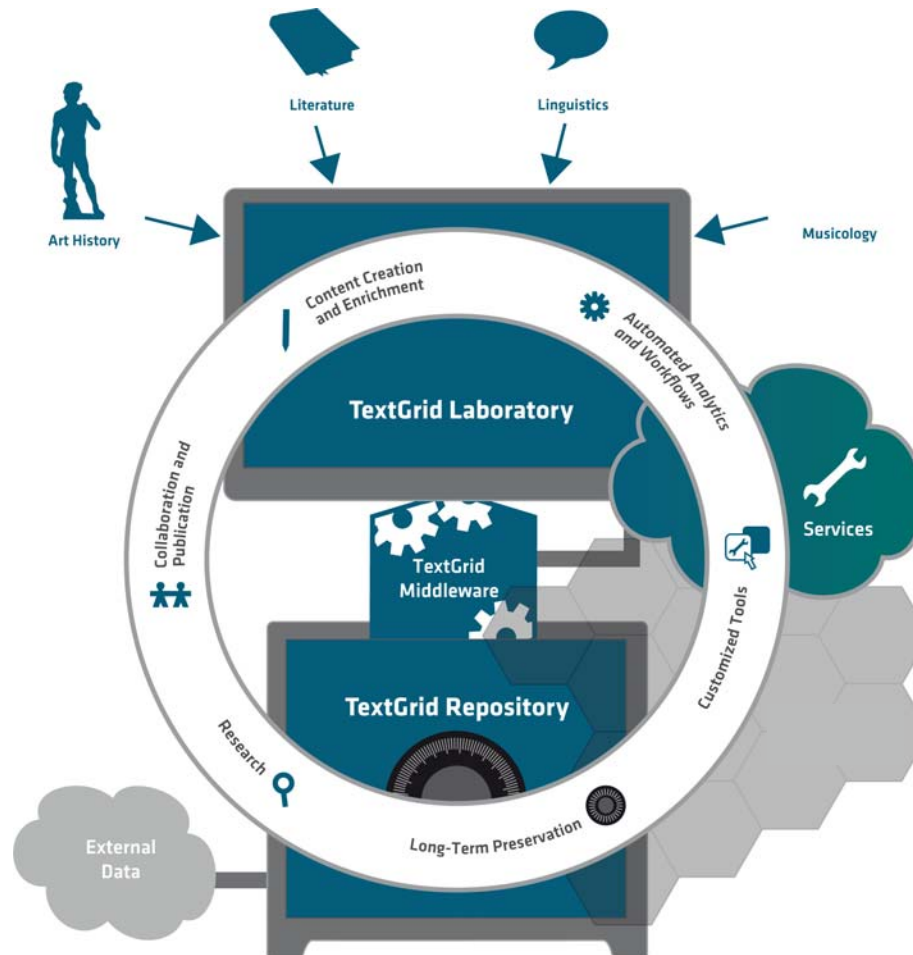 Literature
Linguistics
Art History
Musicology
Content Creation
and Enrichment
Automated Analytics
and Workflows
TextGrid Laboratory
Collaboration and
Publication
Services
TextGrid
Middleware
Customized Tools
TextGrid Repository
Research
Long-Term Preservation
External
Data